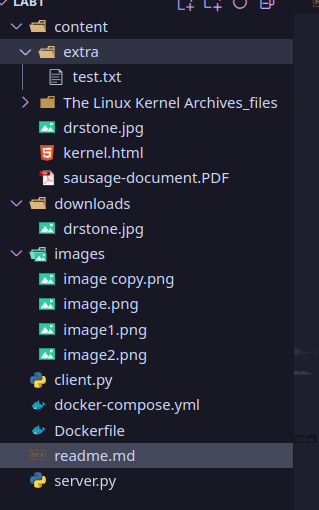 LAB1
content
extra
test.txt
The Linux Kernel Archives_files
drstone.jpg
kernel.html
sausage-document.PDF
downloads
drstone.jpg
images
image copy.png
image.png
image1.png
image2.png
client.py
docker-compose.yml
Dockerfile
readme.md
server.py